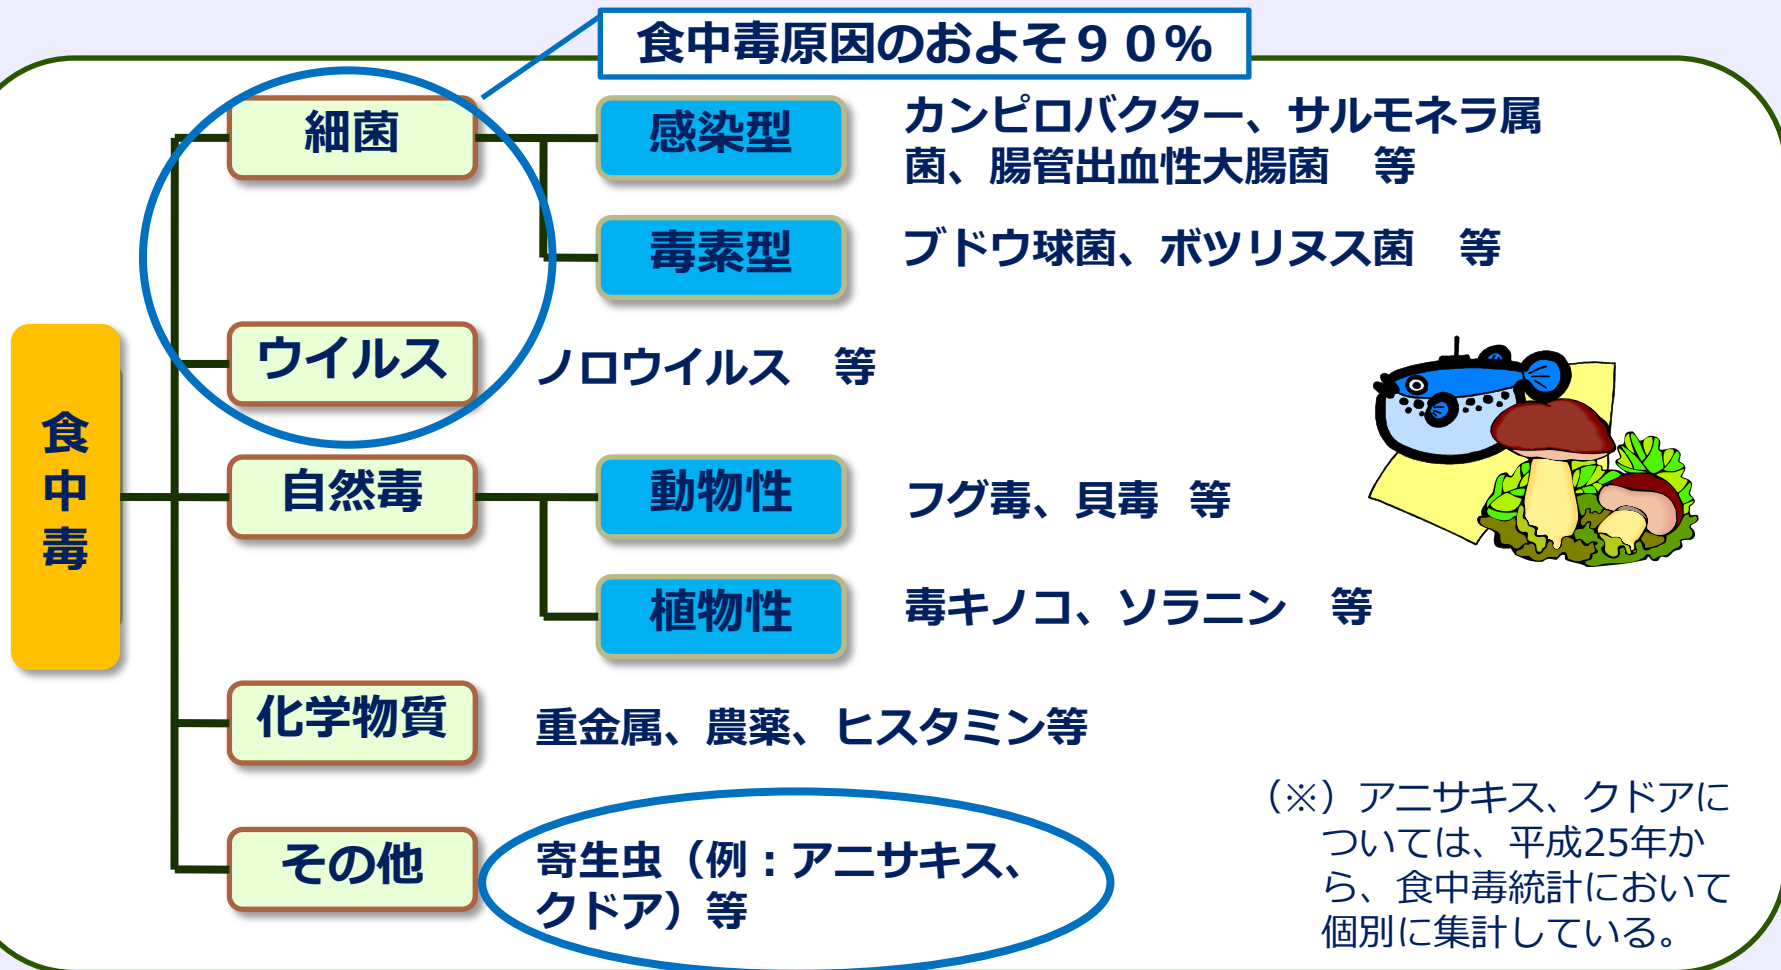 食中毒原因のおよそ９０%
細菌
感染型
カンピロバクター、サルモネラ属
菌、腸管出血性大腸菌　等
毒素型
ブドウ球菌、ボツリヌス菌　等
ウイルス
ノロウイルス　等
食中毒
自然毒
動物性
フグ毒、貝毒 等
植物性
毒キノコ、ソラニン　等
化学物質
重金属、農薬、ヒスタミン等
その他
寄生虫（例：アニサキス、
クドア）等
（※）アニサキス、クドアに
ついては、平成25年か
ら、食中毒統計において
個別に集計している。